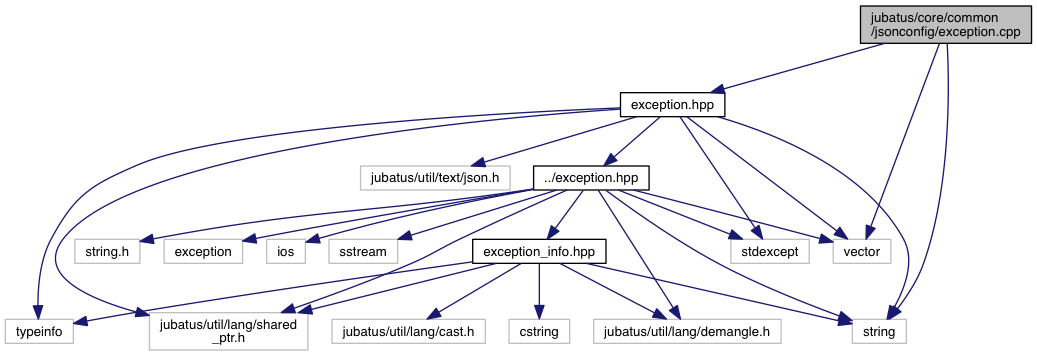 jubatus/core/common
/jsonconfig/exception.cpp
exception.hpp
jubatus/util/text/json.h
../exception.hpp
string.h
exception
ios
sstream
exception_info.hpp
stdexcept
vector
typeinfo
jubatus/util/lang/shared
_ptr.h
jubatus/util/lang/cast.h
cstring
jubatus/util/lang/demangle.h
string